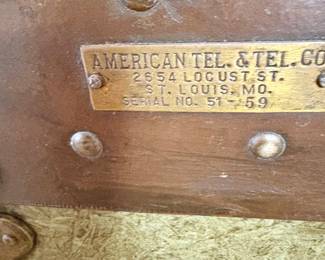 AMERICAN TEL. & TEL. CO.
2654 LOCUST ST.
ST. LOUIS, MO.
SERIAL NO. 51-59